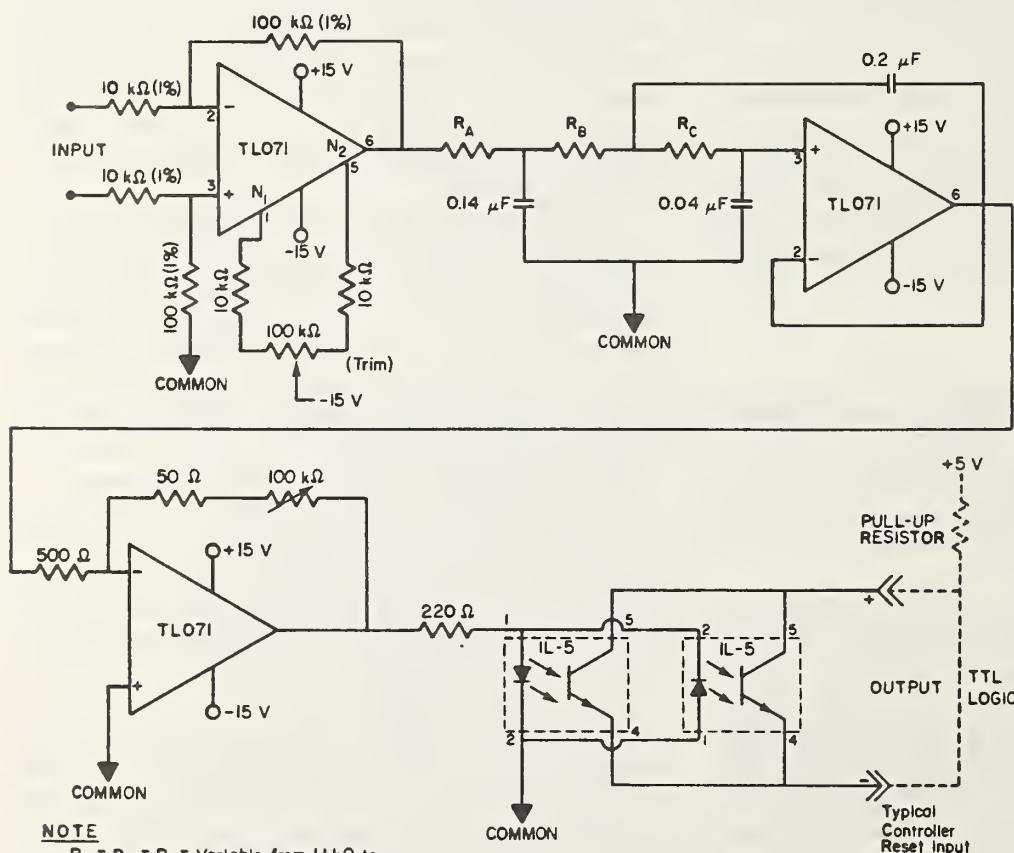 100 kΩ (1%)
+15 V
10 kΩ (1%)
2
−
TL071
N₂
6
5
INPUT
10 kΩ (1%)
3
+
N₁
1
−15 V
100 kΩ (1%)
10 kΩ
10 kΩ
100 kΩ
(Trim)
−15 V
COMMON
R_A
R_B
R_C
0.14 μF
0.04 μF
COMMON
0.2 μF
+15 V
3
+
TL071
6
2
−
−15 V
50 Ω
100 kΩ
500 Ω
−
+15 V
TL071
+
−15 V
COMMON
220 Ω
1
5
IL-5
2
4
COMMON
2
5
IL-5
1
4
+5 V
PULL-UP
RESISTOR
+
OUTPUT
TTL
LOGIC
−
Typical
Controller
Reset Input
NOTE